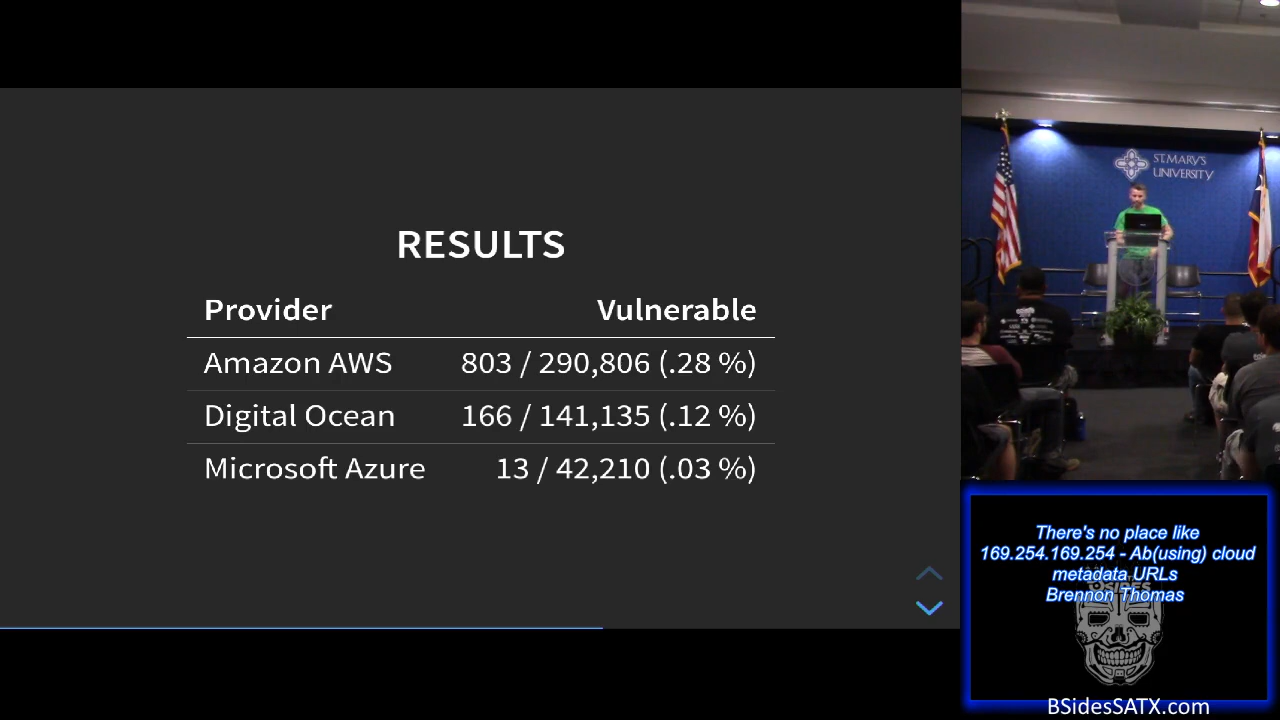 RESULTS
Provider Vulnerable
Amazon AWS 803 / 290,806 (.28 %)
Digital Ocean 166 / 141,135 (.12 %)
Microsoft Azure 13 / 42,210 (.03 %)
ST. MARY'S
UNIVERSITY
There's no place like
169.254.169.254 - Ab(using) cloud
metadata URLs
Brennon Thomas
BSidesSATX.com